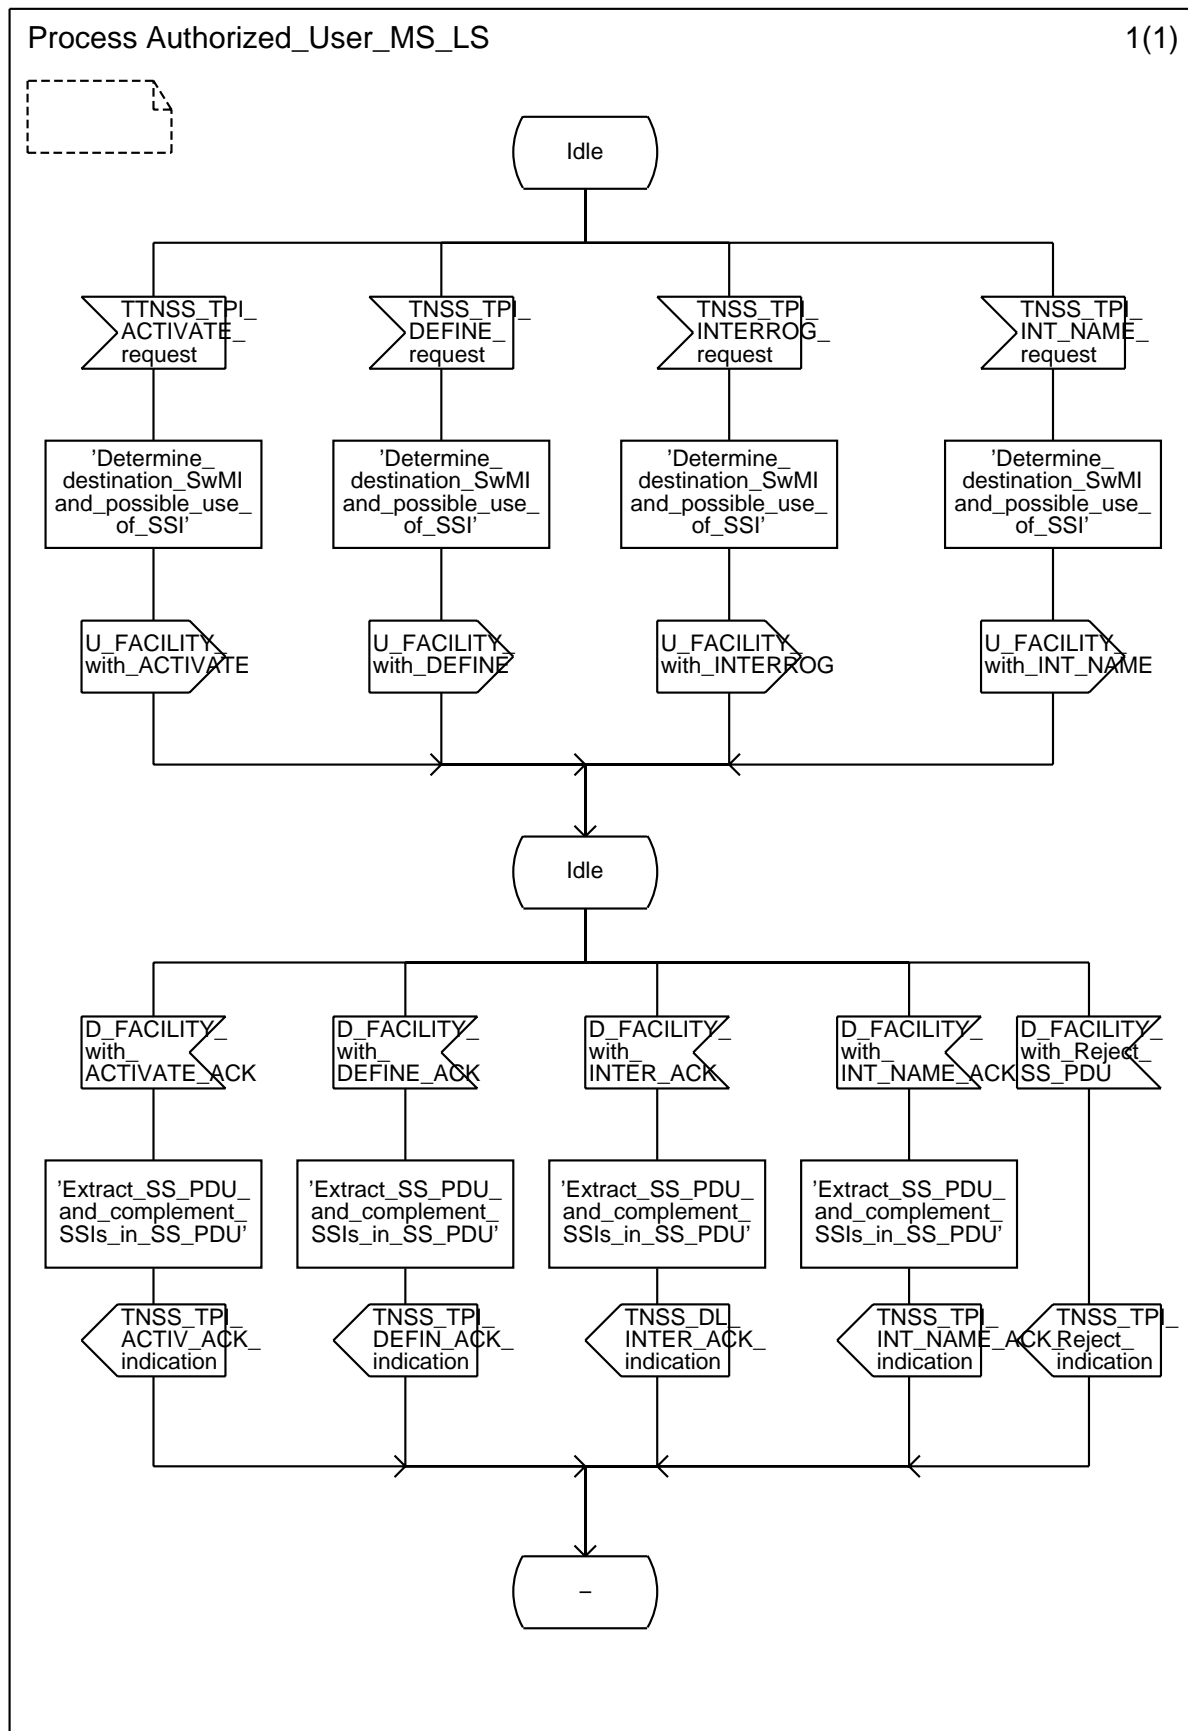 Process Authorized_User_MS_LS
1(1)
Idle
TTNSS_TPI_
ACTIVATE_
request
TNSS_TPI_
DEFINE_
request
TNSS_TPI_
INTERROG_
request
TNSS_TPI_
INT_NAME_
request
'Determine_
destination_SwMI
and_possible_use_
of_SSI'
'Determine_
destination_SwMI
and_possible_use_
of_SSI'
'Determine_
destination_SwMI
and_possible_use_
of_SSI'
'Determine_
destination_SwMI
and_possible_use_
of_SSI'
U_FACILITY_
with_ACTIVATE
U_FACILITY_
with_DEFINE
U_FACILITY_
with_INTERROG
U_FACILITY_
with_INT_NAME
Idle
D_FACILITY_
with_
ACTIVATE_ACK
D_FACILITY_
with_
DEFINE_ACK
D_FACILITY_
with_
INTER_ACK
D_FACILITY_
with_
INT_NAME_ACK
D_FACILITY_
with_Reject_
SS_PDU
'Extract_SS_PDU_
and_complement_
SSIs_in_SS_PDU'
'Extract_SS_PDU_
and_complement_
SSIs_in_SS_PDU'
'Extract_SS_PDU_
and_complement_
SSIs_in_SS_PDU'
'Extract_SS_PDU_
and_complement_
SSIs_in_SS_PDU'
TNSS_TPI_
ACTIV_ACK_
indication
TNSS_TPI_
DEFIN_ACK_
indication
TNSS_DL_
INTER_ACK_
indication
TNSS_TPI_
INT_NAME_ACK_
indication
TNSS_TPI_
Reject_
indication
–